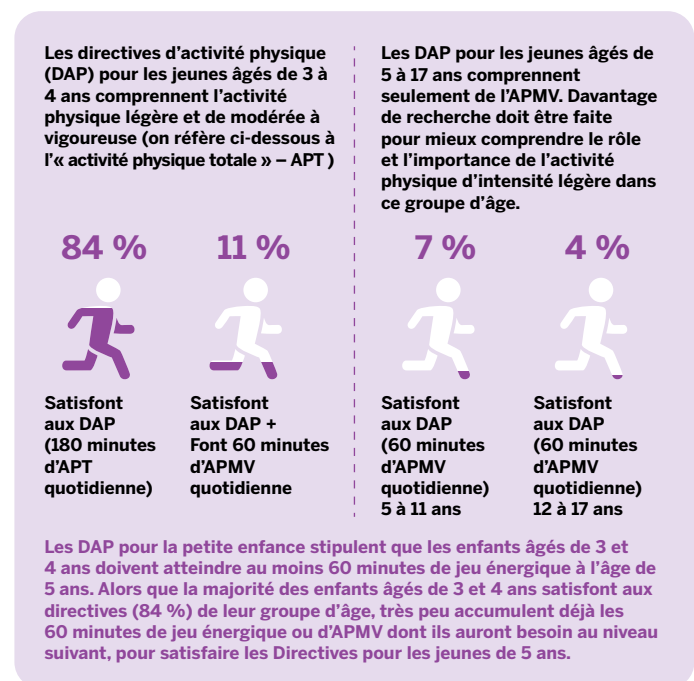 Les directives d'activité physique
(DAP) pour les jeunes âgés de 3 à
4 ans comprennent l'activité
physique légère et de modérée à
vigoureuse (on réfère ci-dessous à
l'« activité physique totale » – APT )
84 %
11 %
Satisfont
aux DAP
(180 minutes
d'APT
quotidienne)
Satisfont
aux DAP +
Font 60 minutes
d'APMV
quotidienne
Les DAP pour les jeunes âgés de
5 à 17 ans comprennent
seulement de l'APMV. Davantage
de recherche doit être faite
pour mieux comprendre le rôle
et l'importance de l'activité
physique d'intensité légère dans
ce groupe d'âge.
7 %
4 %
Satisfont
aux DAP
(60 minutes
d'APMV
quotidienne)
5 à 11 ans
Satisfont
aux DAP
(60 minutes
d'APMV
quotidienne)
12 à 17 ans
Les DAP pour la petite enfance stipulent que les enfants âgés de 3 et
4 ans doivent atteindre au moins 60 minutes de jeu énergique à l'âge de
5 ans. Alors que la majorité des enfants âgés de 3 et 4 ans satisfont aux
directives (84 %) de leur groupe d'âge, très peu accumulent déjà les
60 minutes de jeu énergique ou d'APMV dont ils auront besoin au niveau
suivant, pour satisfaire les Directives pour les jeunes de 5 ans.